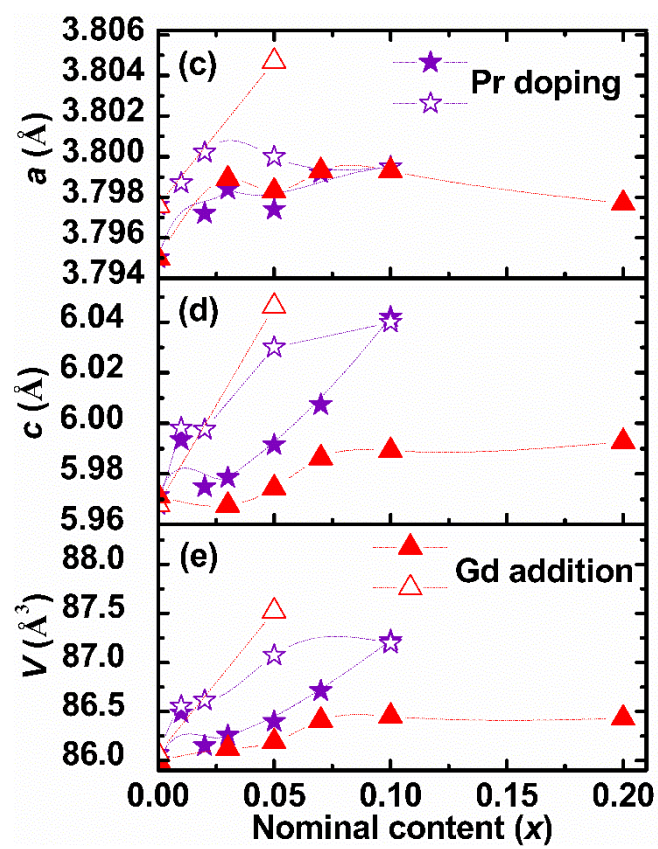 3.806
3.804
3.802
3.800
3.798
3.796
3.794
a (Å)
(c)
Pr doping
6.04
6.00
5.98
5.96
c (Å)
(d)
88.0
87.5
87.0
86.5
86.0
V (Å³)
(e)
Gd addition
0.00 0.05 0.10 0.15 0.20
Nominal content (x)